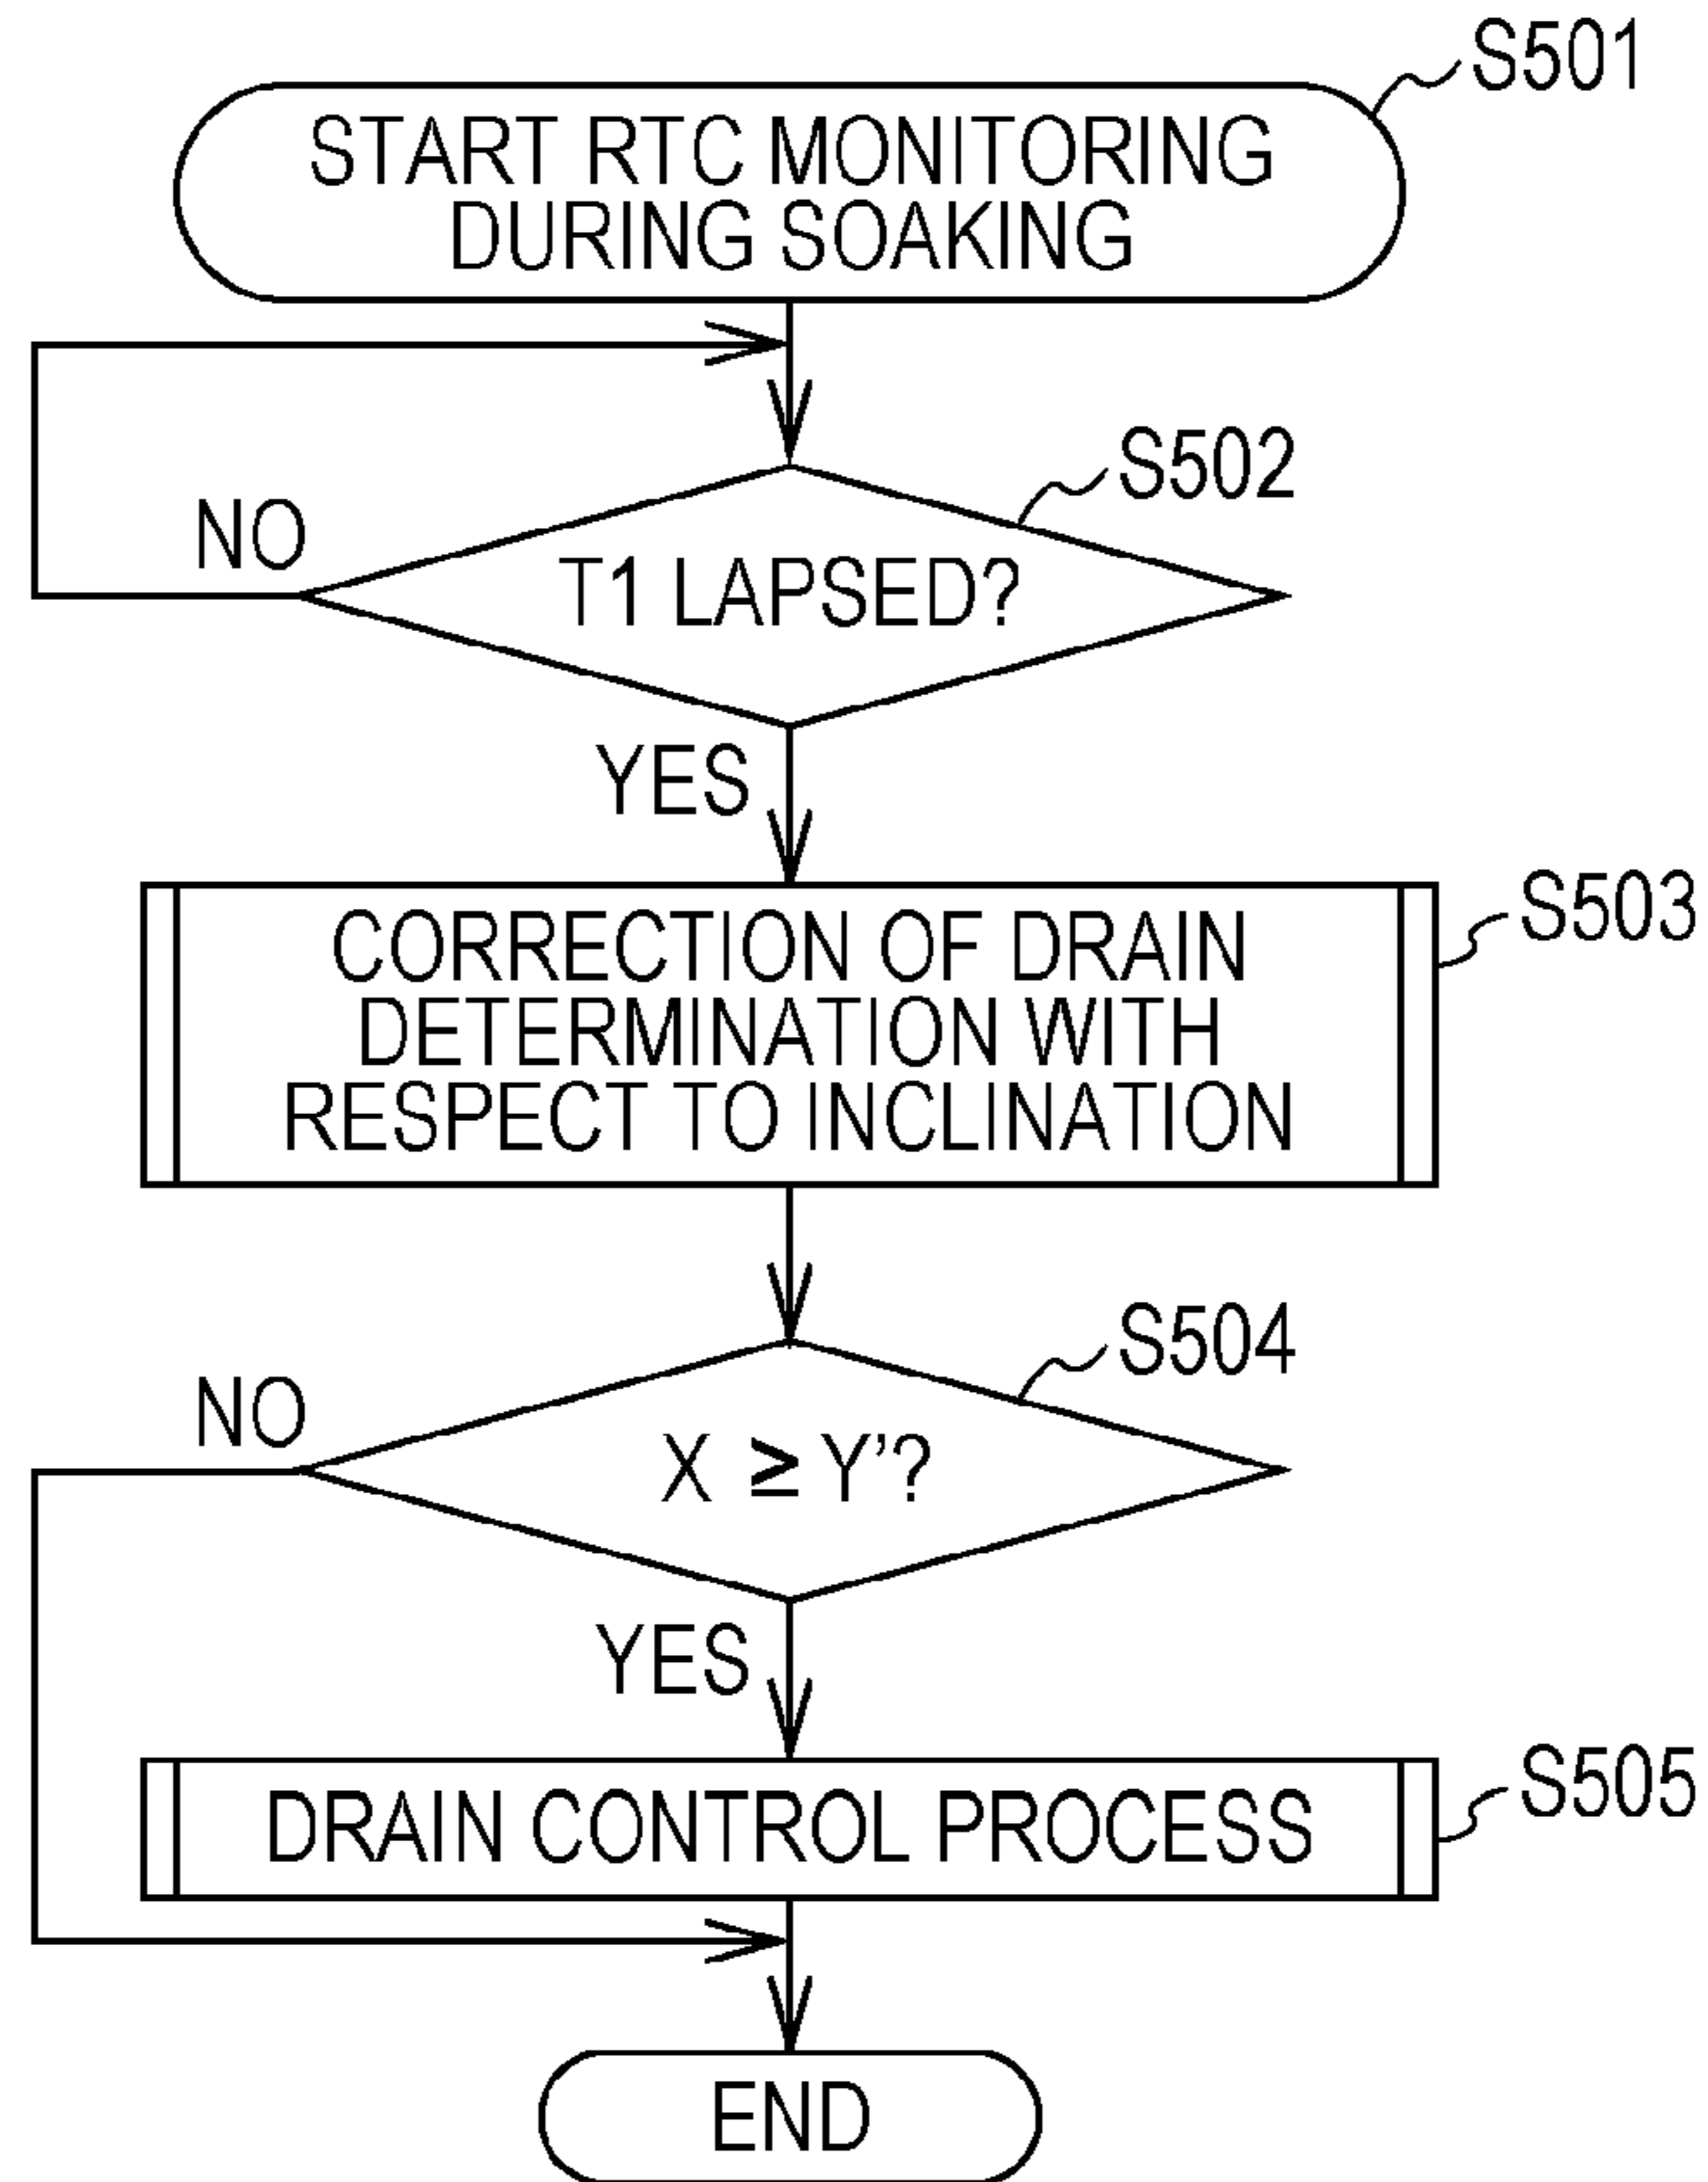 S501
START RTC MONITORING
DURING SOAKING
S502
NO
T1 LAPSED?
YES
S503
CORRECTION OF DRAIN
DETERMINATION WITH
RESPECT TO INCLINATION
S504
NO
X ≥ Y'?
YES
S505
DRAIN CONTROL PROCESS
END